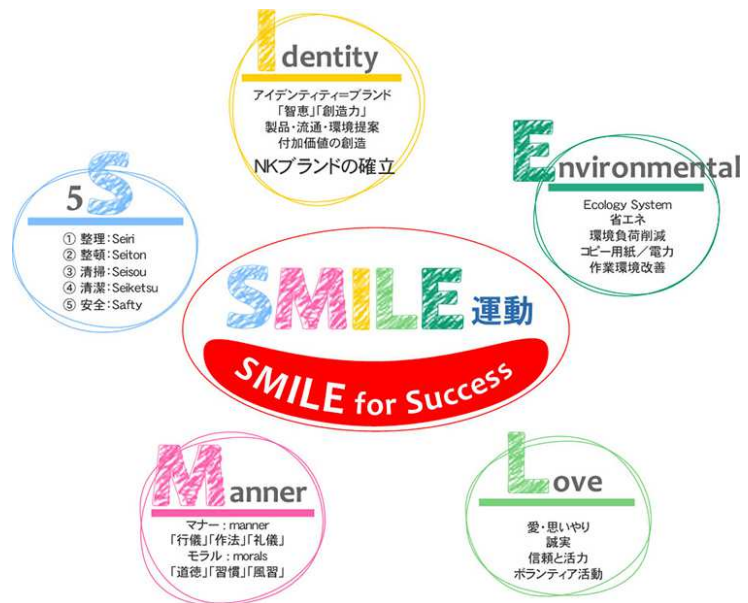 Identity
アイデンティティ=ブランド
「智恵」「創造力」
製品・流通・環境提案
付加価値の創造
NKブランドの確立
5S
① 整理:Seiri
② 整頓:Seiton
③ 清掃:Seisou
④ 清潔:Seiketsu
⑤ 安全:Safty
Environmental
Ecology System
省エネ
環境負荷削減
コピー用紙/電力
作業環境改善
SMILE運動
SMILE for Success
Manner
マナー:manner
「行儀」「作法」「礼儀」
モラル:morals
「道徳」「習慣」「風習」
Love
愛・思いやり
誠実
信頼と活力
ボランティア活動